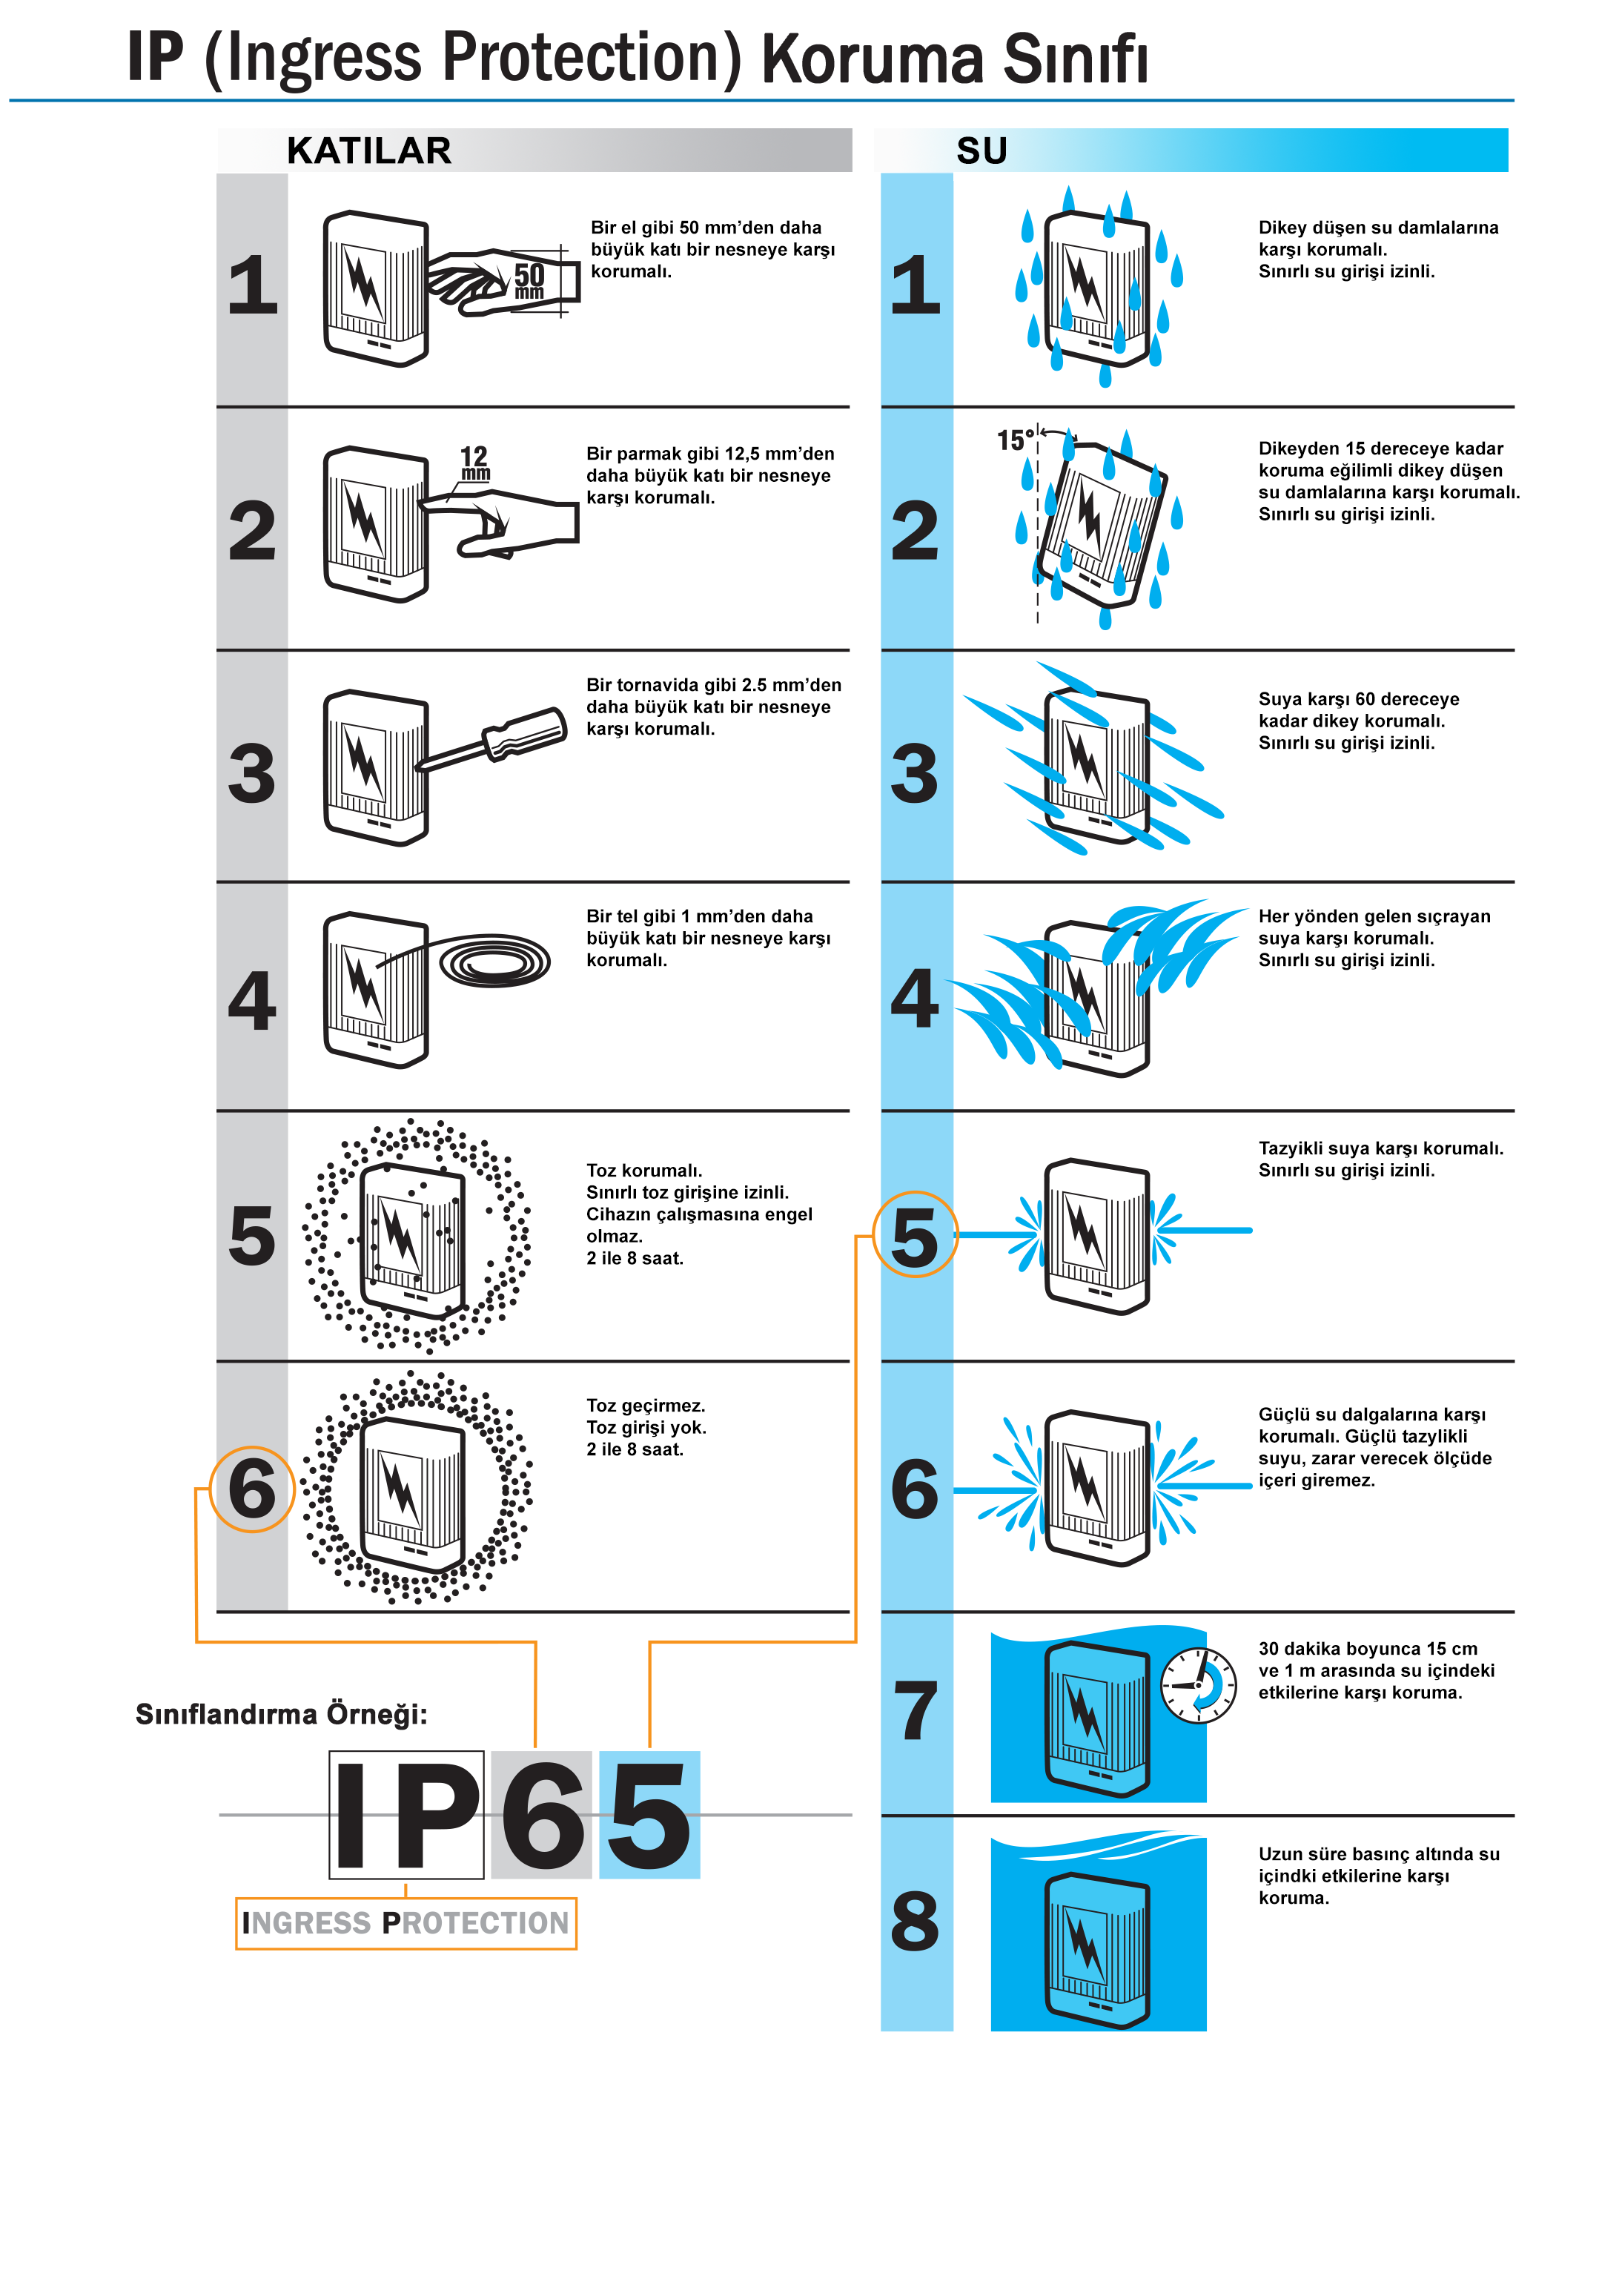 IP (Ingress Protection) Koruma Sınıfı
KATILAR
1
50
mm
Bir el gibi 50 mm'den daha
büyük katı bir nesneye karşı
korumalı.
2
12
mm
Bir parmak gibi 12,5 mm'den
daha büyük katı bir nesneye
karşı korumalı.
3
Bir tornavida gibi 2.5 mm'den
daha büyük katı bir nesneye
karşı korumalı.
4
Bir tel gibi 1 mm'den daha
büyük katı bir nesneye karşı
korumalı.
5
Toz korumalı.
Sınırlı toz girişine izinli.
Cihazın çalışmasına engel
olmaz.
2 ile 8 saat.
6
Toz geçirmez.
Toz girişi yok.
2 ile 8 saat.
SU
1
Dikey düşen su damlalarına
karşı korumalı.
Sınırlı su girişi izinli.
2
15°
Dikeyden 15 dereceye kadar
koruma eğilimli dikey düşen
su damlalarına karşı korumalı.
Sınırlı su girişi izinli.
3
Suya karşı 60 dereceye
kadar dikey korumalı.
Sınırlı su girişi izinli.
4
Her yönden gelen sıçrayan
suya karşı korumalı.
Sınırlı su girişi izinli.
5
Tazyikli suya karşı korumalı.
Sınırlı su girişi izinli.
6
Güçlü su dalgalarına karşı
korumalı. Güçlü tazylikli
suyu, zarar verecek ölçüde
içeri giremez.
7
30 dakika boyunca 15 cm
ve 1 m arasında su içindeki
etkilerine karşı koruma.
8
Uzun süre basınç altında su
içindki etkilerine karşı
koruma.
Sınıflandırma Örneği:
IP65
INGRESS PROTECTION